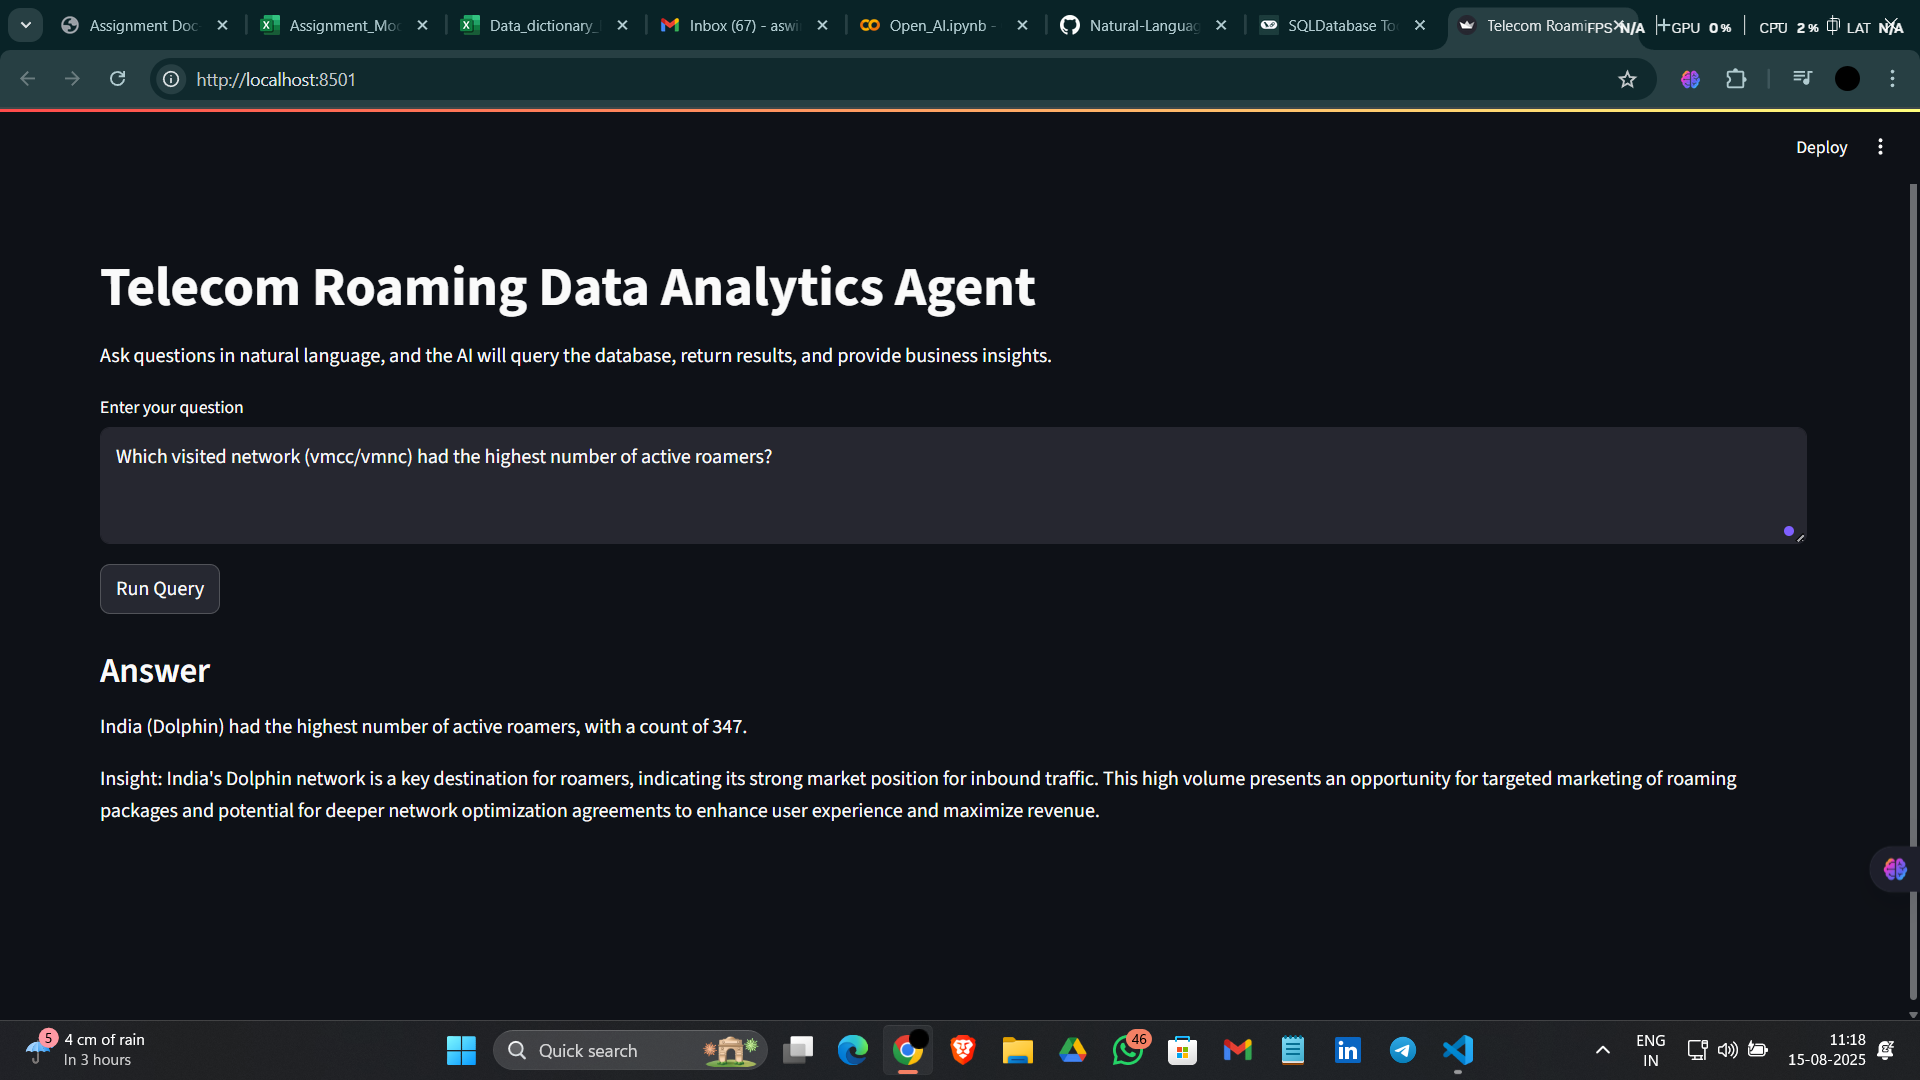 Assignment Doc
Assignment_Mod
Data_dictionary_
Inbox (67) - aswi
Open_AI.ipynb -
Natural-Languag
SQLDatabase Too
Telecom Roami
FPS N/A
GPU 0%
CPU 2%
LAT N/A
http://localhost:8501
Deploy
Telecom Roaming Data Analytics Agent
Ask questions in natural language, and the AI will query the database, return results, and provide business insights.
Enter your question
Which visited network (vmcc/vmnc) had the highest number of active roamers?
Run Query
Answer
India (Dolphin) had the highest number of active roamers, with a count of 347.
Insight: India's Dolphin network is a key destination for roamers, indicating its strong market position for inbound traffic. This high volume presents an opportunity for targeted marketing of roaming
packages and potential for deeper network optimization agreements to enhance user experience and maximize revenue.
5
4 cm of rain
In 3 hours
Quick search
46
ENG
IN
11:18
15-08-2025